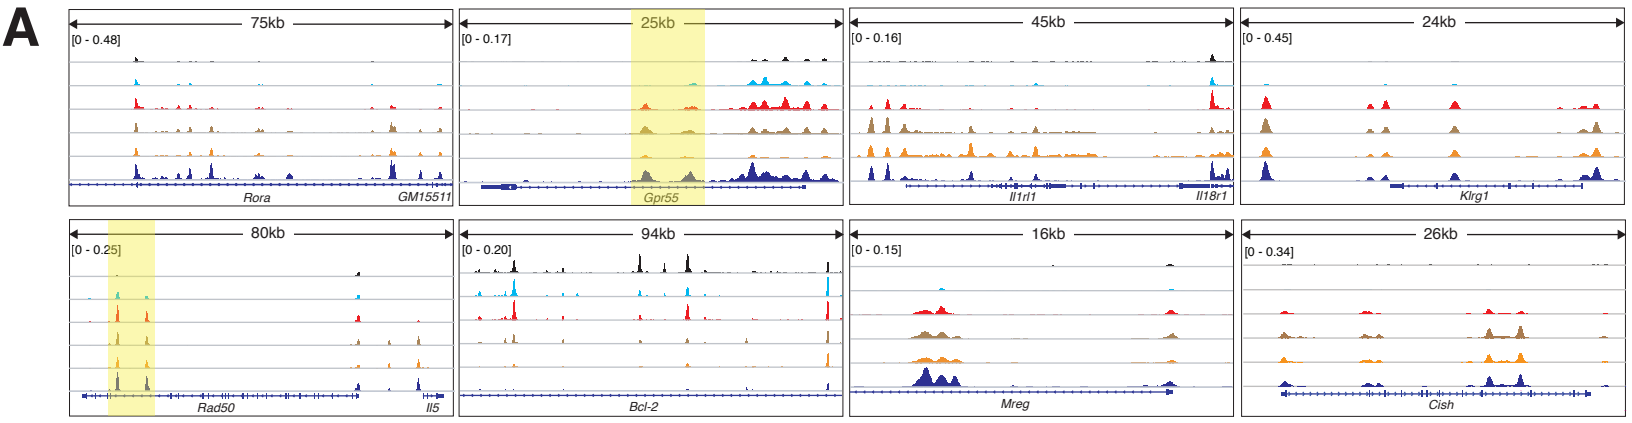 A
75kb
[0 - 0.48]
Rora GM15511
25kb
[0 - 0.17]
Gpr55
45kb
[0 - 0.16]
Il1rl1 Il18r1
24kb
[0 - 0.45]
Klrg1
80kb
[0 - 0.25]
Rad50 Il5
94kb
[0 - 0.20]
Bcl-2
16kb
[0 - 0.15]
Mreg
26kb
[0 - 0.34]
Cish